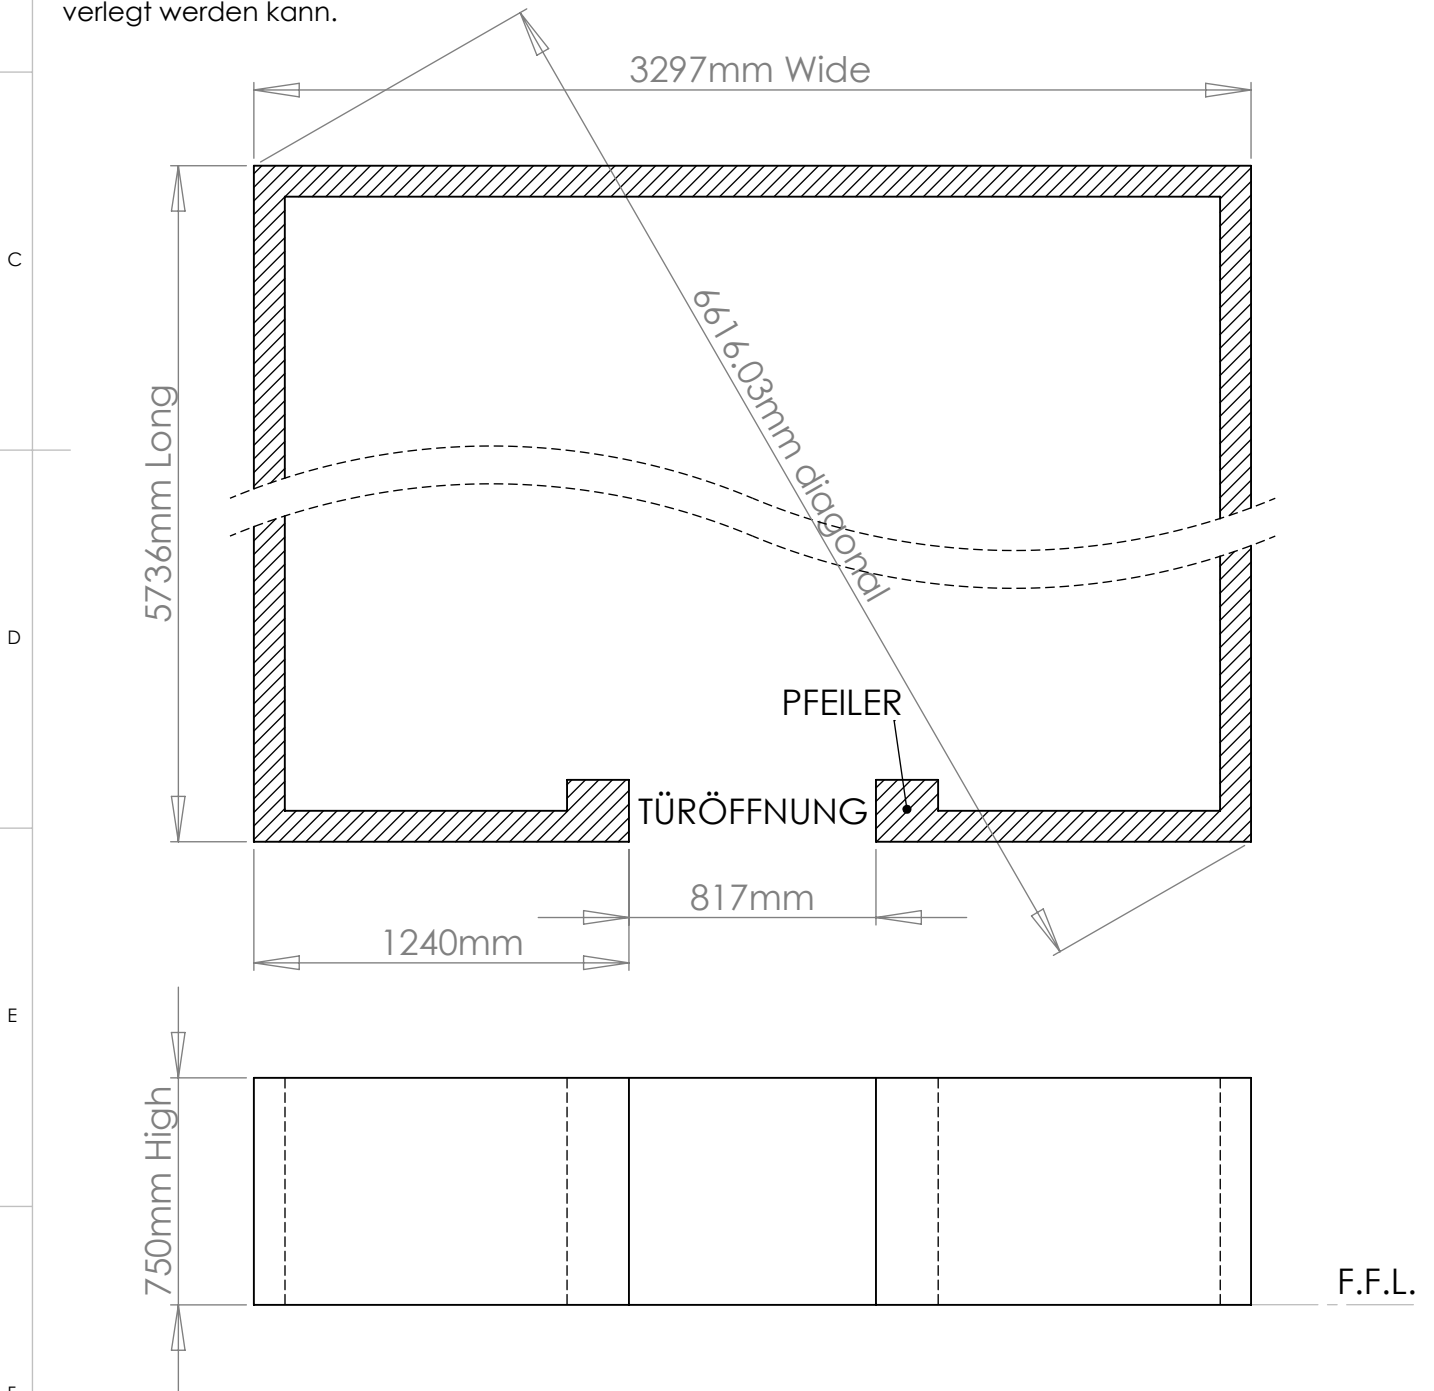 verlegt werden kann.
3297mm Wide
C
6616.03mm diagonal
5736mm Long
D
PFEILER
TÜRÖFFNUNG
817mm
1240mm
E
750mm High
F.F.L.